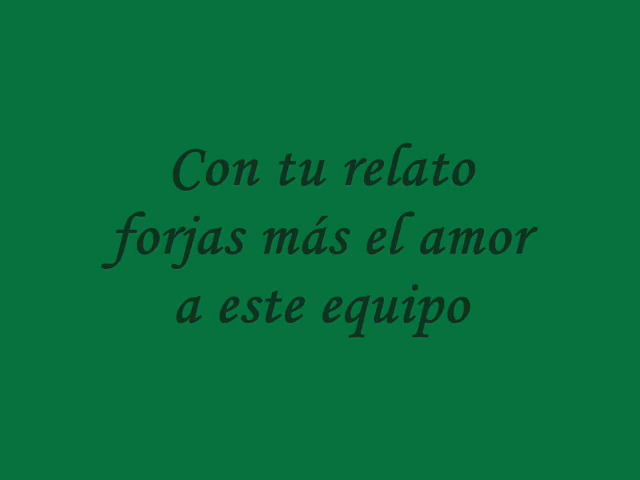 Con tu relato
forjas más el amor
a este equipo